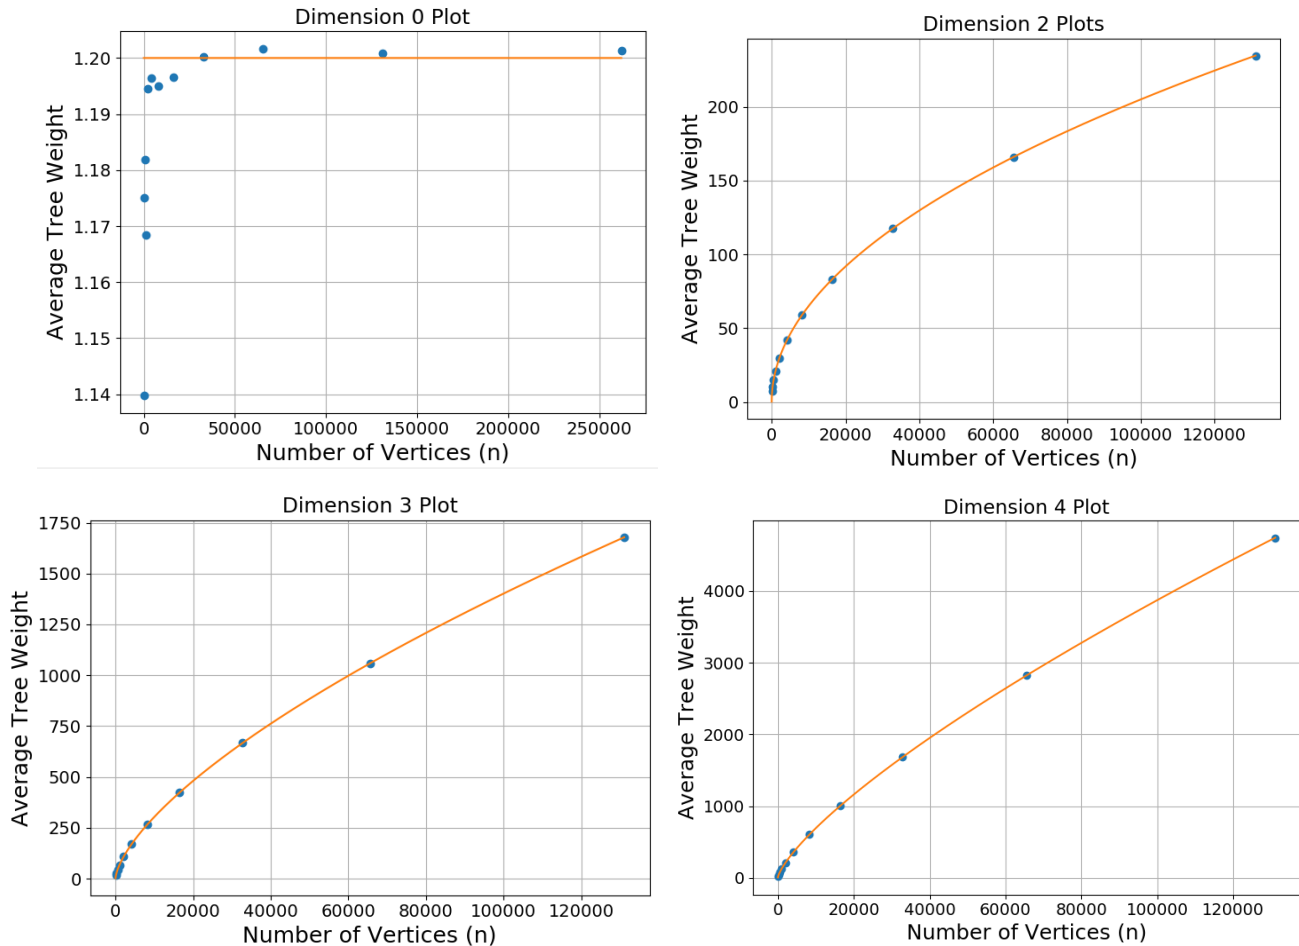 Dimension 0 Plot
1.20
1.19
1.18
1.17
1.16
1.15
1.14
Average Tree Weight
0 50000 100000 150000 200000 250000
Number of Vertices (n)
Dimension 2 Plots
200
150
100
50
0
Average Tree Weight
0 20000 40000 60000 80000 100000 120000
Number of Vertices (n)
Dimension 3 Plot
1750
1500
1250
1000
750
500
250
0
Average Tree Weight
0 20000 40000 60000 80000 100000 120000
Number of Vertices (n)
Dimension 4 Plot
4000
3000
2000
1000
0
Average Tree Weight
0 20000 40000 60000 80000 100000 120000
Number of Vertices (n)